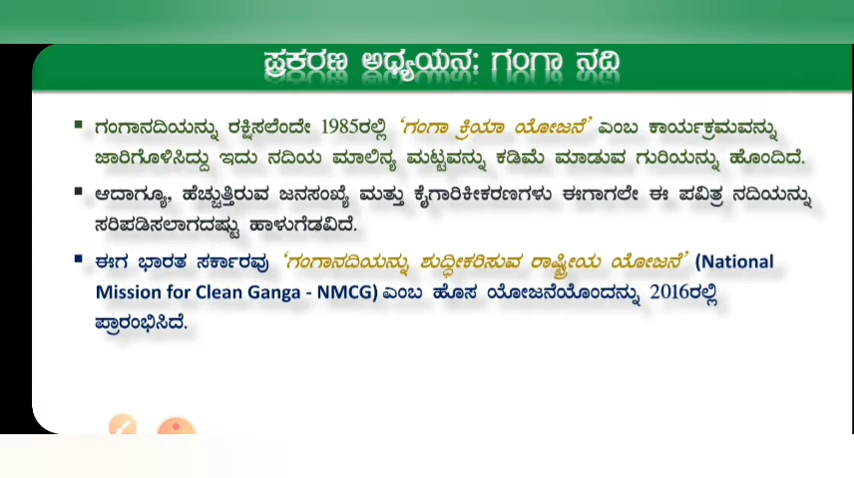 ಪ್ರಕರಣ ಅಧ್ಯಯನ: ಗಂಗಾ ನದಿ
▪ ಗಂಗಾನದಿಯನ್ನು ರಕ್ಷಿಸಲೆಂದೇ 1985ರಲ್ಲಿ ‘ಗಂಗಾ ಕ್ರಿಯಾ ಯೋಜನೆ’ ಎಂಬ ಕಾರ್ಯಕ್ರಮವನ್ನು
ಜಾರಿಗೊಳಿಸಿದ್ದು ಇದು ನದಿಯ ಮಾಲಿನ್ಯ ಮಟ್ಟವನ್ನು ಕಡಿಮೆ ಮಾಡುವ ಗುರಿಯನ್ನು ಹೊಂದಿದೆ.
▪ ಆದಾಗ್ಯೂ, ಹೆಚ್ಚುತ್ತಿರುವ ಜನಸಂಖ್ಯೆ ಮತ್ತು ಕೈಗಾರಿಕೀಕರಣಗಳು ಈಗಾಗಲೇ ಈ ಪವಿತ್ರ ನದಿಯನ್ನು
ಸರಿಪಡಿಸಲಾಗದಷ್ಟು ಹಾಳುಗೆಡವಿದೆ.
▪ ಈಗ ಭಾರತ ಸರ್ಕಾರವು ‘ಗಂಗಾನದಿಯನ್ನು ಶುದ್ಧೀಕರಿಸುವ ರಾಷ್ಟ್ರೀಯ ಯೋಜನೆ’ (National
Mission for Clean Ganga - NMCG) ಎಂಬ ಹೊಸ ಯೋಜನೆಯೊಂದನ್ನು 2016ರಲ್ಲಿ
ಪ್ರಾರಂಭಿಸಿದೆ.